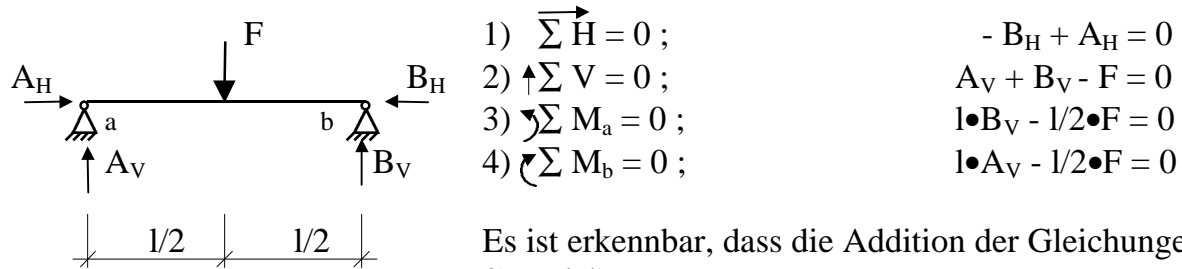 F
A_H
B_H
a
b
A_V
B_V
l/2
l/2
1) Σ H = 0 ; - B_H + A_H = 0
2) Σ V = 0 ; A_V + B_V - F = 0
3) Σ M_a = 0 ; l•B_V - l/2•F = 0
4) Σ M_b = 0 ; l•A_V - l/2•F = 0
Es ist erkennbar, dass die Addition der Gleichunge